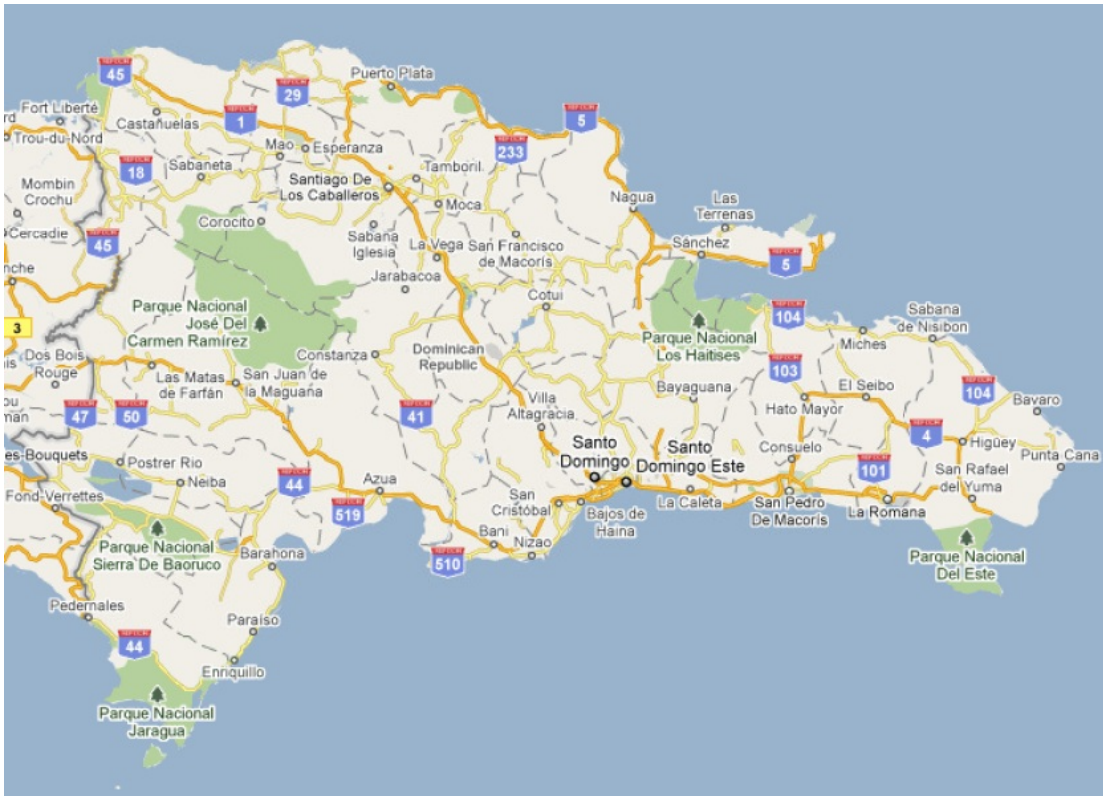 Puerto Plata
45
29
Fort Liberté
Castañuelas
1
5
Trou-du-Nord
Mao
Esperanza
233
18
Sabaneta
Tamboril
Mombin
Crochu
Santiago De
Los Caballeros
Moca
Nagua
Las
Terrenas
Corocito
Cercadie
45
Sabana
Iglesia
La Vega
San Francisco
de Macorís
Sánchez
5
nche
Jarabacoa
Parque Nacional
José Del
Carmen Ramírez
Cotui
104
Sabana
de Nisibon
3
Parque Nacional
Los Haitises
Miches
Dos Bois
Rouge
Constanza
Dominican
Republic
103
Las Matas
de Farfán
San Juan de
la Maguana
Bayaguana
El Seibo
104
47
50
41
Villa
Altagracia
Hato Mayor
Bavaro
4
Higüey
es-Bouquets
Postrer Rio
Santo
Domingo
Santo
Domingo Este
Consuelo
Punta Cana
Neiba
44
Azua
101
San Rafael
del Yuma
Fond-Verrettes
519
San
Cristóbal
La Caleta
San Pedro
De Macorís
La Romana
Bajos de
Haina
Parque Nacional
Sierra De Baoruco
Barahona
Bani
Nizao
510
Parque Nacional
Del Este
Pedernales
Paraíso
44
Enriquillo
Parque Nacional
Jaragua